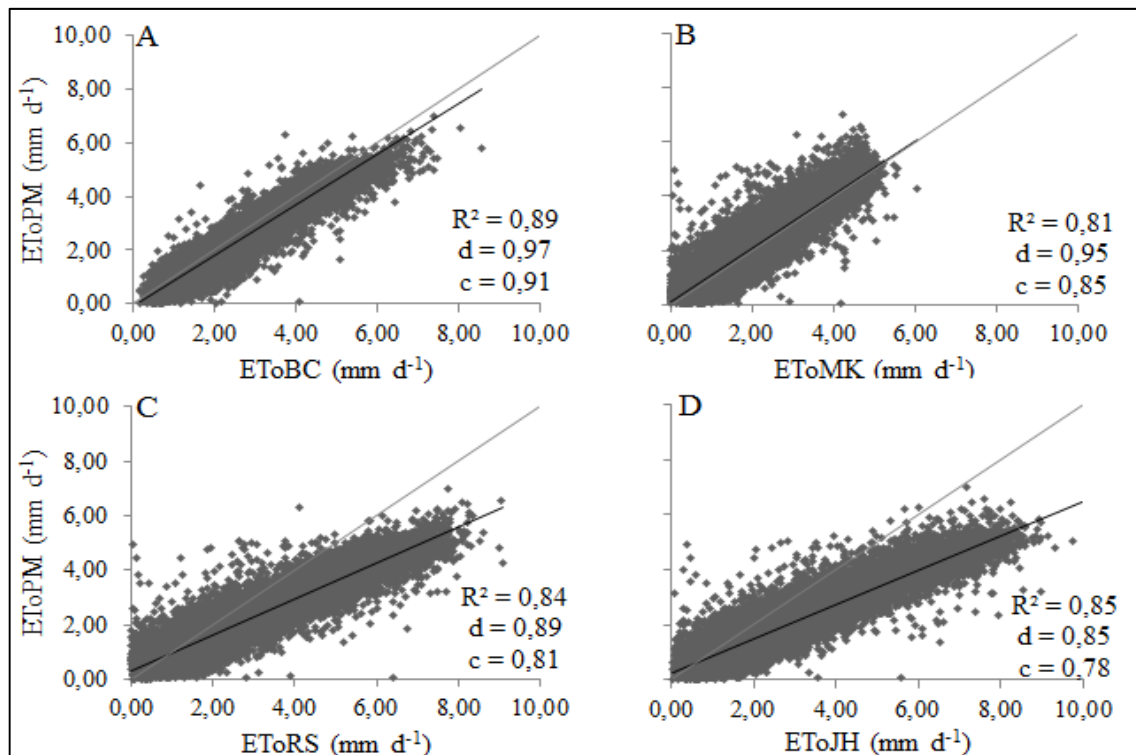 A
10,00
8,00
6,00
4,00
2,00
0,00
EToPM (mm d-1)
0,00 2,00 4,00 6,00 8,00 10,00
EToBC (mm d-1)
R² = 0,89
d = 0,97
c = 0,91
B
0,00 2,00 4,00 6,00 8,00 10,00
EToMK (mm d-1)
R² = 0,81
d = 0,95
c = 0,85
C
10,00
8,00
6,00
4,00
2,00
0,00
EToPM (mm d-1)
0,00 2,00 4,00 6,00 8,00 10,00
EToRS (mm d-1)
R² = 0,84
d = 0,89
c = 0,81
D
0,00 2,00 4,00 6,00 8,00 10,00
EToJH (mm d-1)
R² = 0,85
d = 0,85
c = 0,78